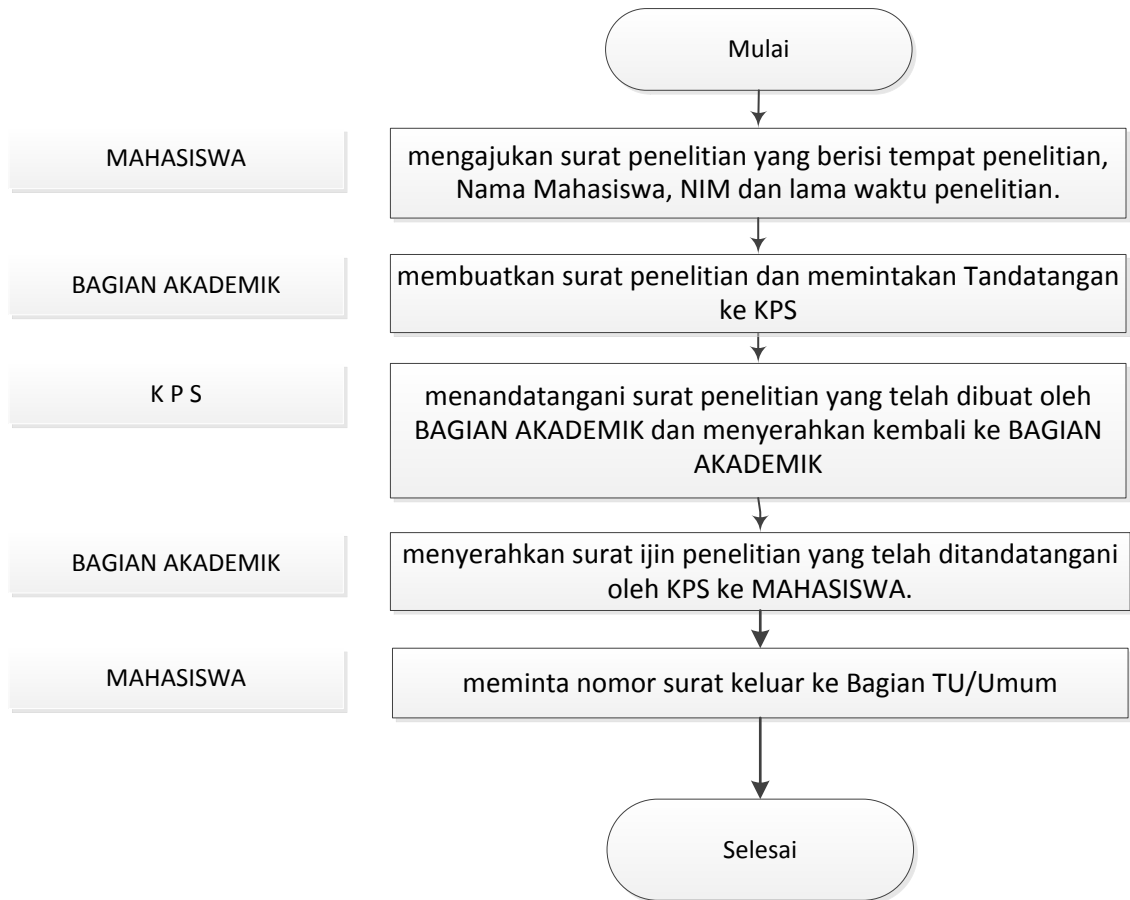 Mulai
MAHASISWA
mengajukan surat penelitian yang berisi tempat penelitian,
Nama Mahasiswa, NIM dan lama waktu penelitian.
BAGIAN AKADEMIK
membuatkan surat penelitian dan memintakan Tandatangan
ke KPS
K P S
menandatangani surat penelitian yang telah dibuat oleh
BAGIAN AKADEMIK dan menyerahkan kembali ke BAGIAN
AKADEMIK
BAGIAN AKADEMIK
menyerahkan surat ijin penelitian yang telah ditandatangani
oleh KPS ke MAHASISWA.
MAHASISWA
meminta nomor surat keluar ke Bagian TU/Umum
Selesai